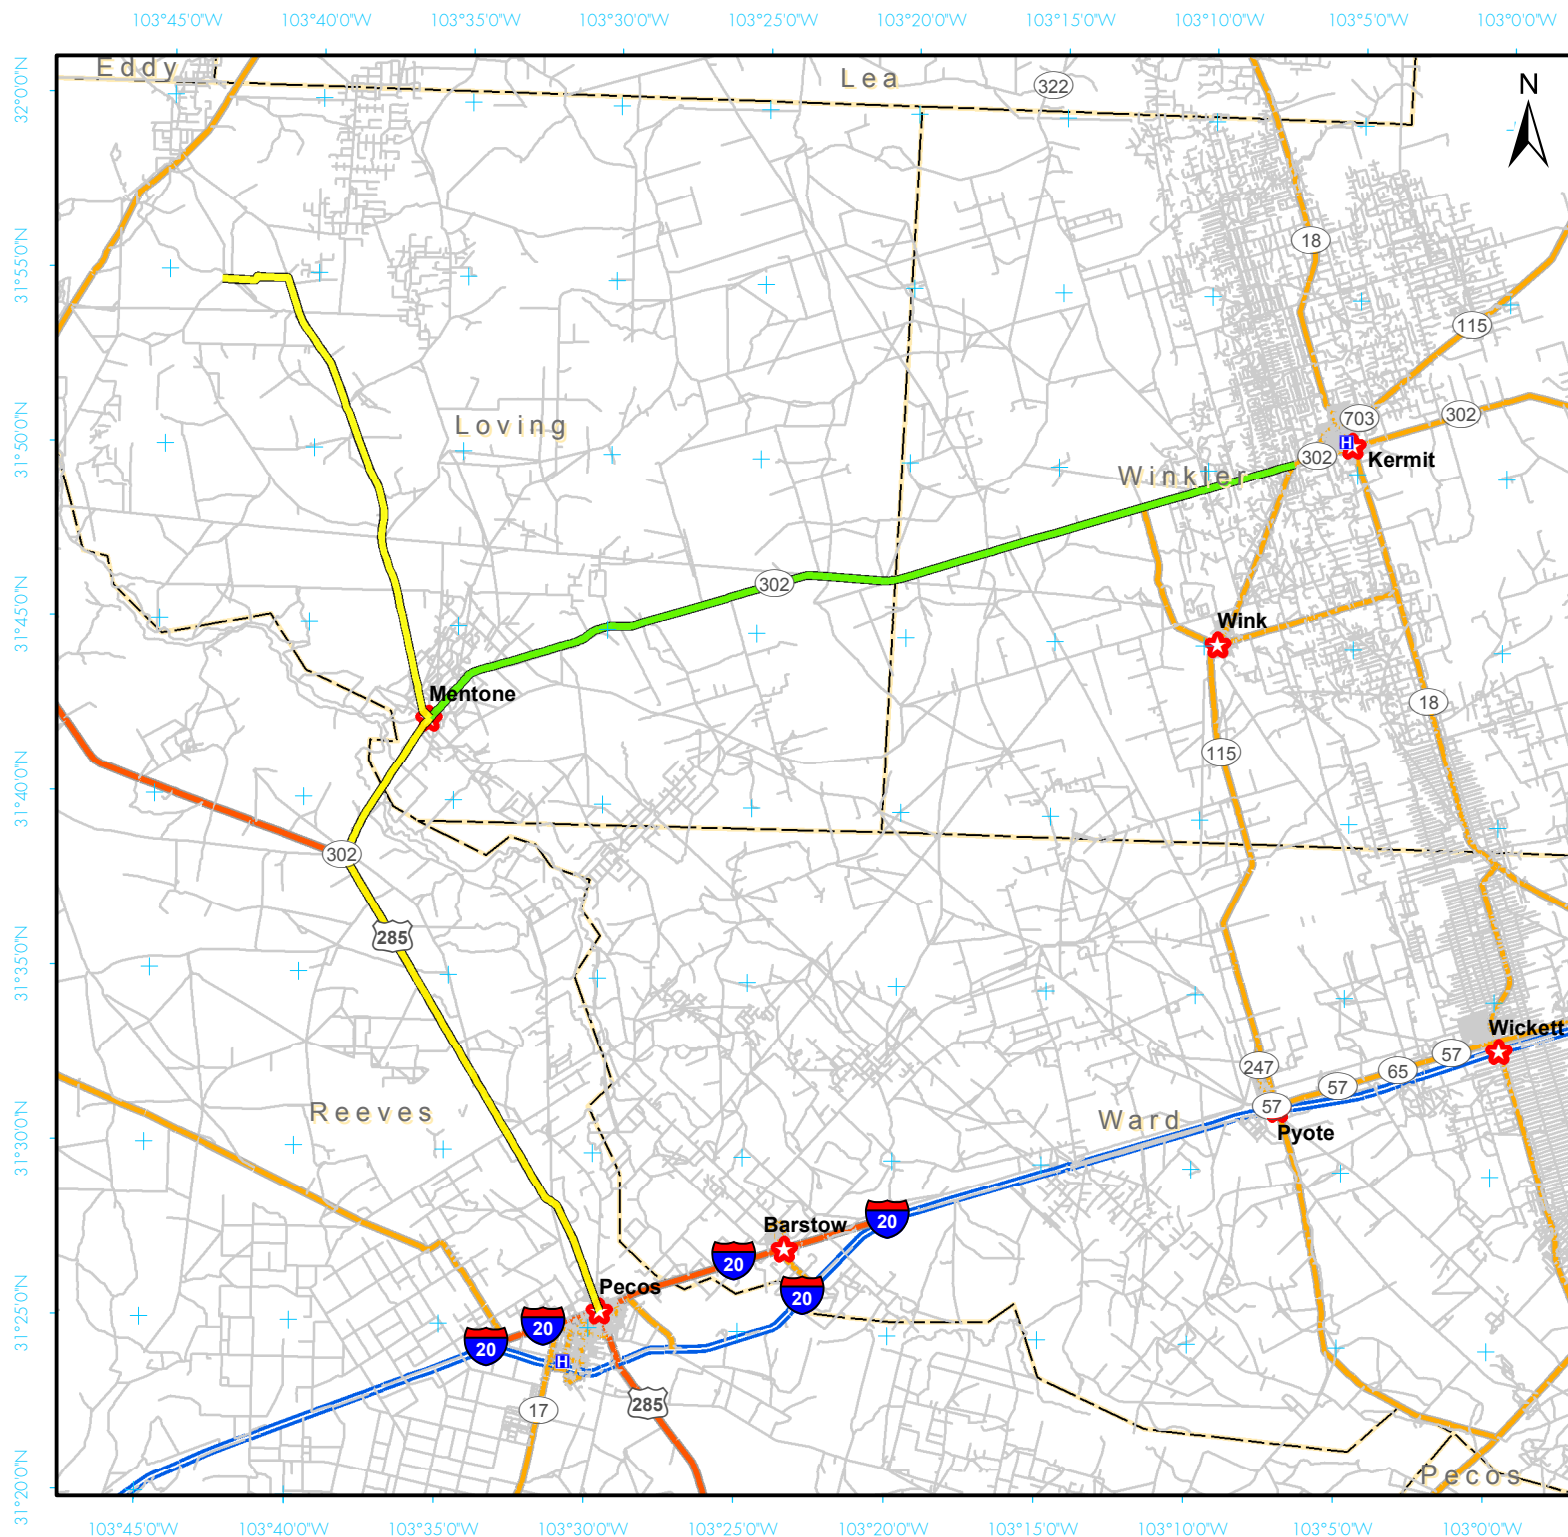 103°45'0"W 103°40'0"W 103°35'0"W 103°30'0"W 103°25'0"W 103°20'0"W 103°15'0"W 103°10'0"W 103°5'0"W 103°0'0"W
Eddy
Lea
322
N
32°0'0"N
18
31°55'0"N
115
Loving
703
302
31°50'0"N
H
302
Kermit
Winkler
302
31°45'0"N
Wink
Mentone
18
115
31°40'0"N
302
285
31°35'0"N
Wickett
57
247
65
57
57
Reeves
Ward
Pyote
31°30'0"N
Barstow
20
20
Pecos
20
31°25'0"N
20
20
H
285
17
Pecos
31°20'0"N
103°45'0"W 103°40'0"W 103°35'0"W 103°30'0"W 103°25'0"W 103°20'0"W 103°15'0"W 103°10'0"W 103°5'0"W 103°0'0"W